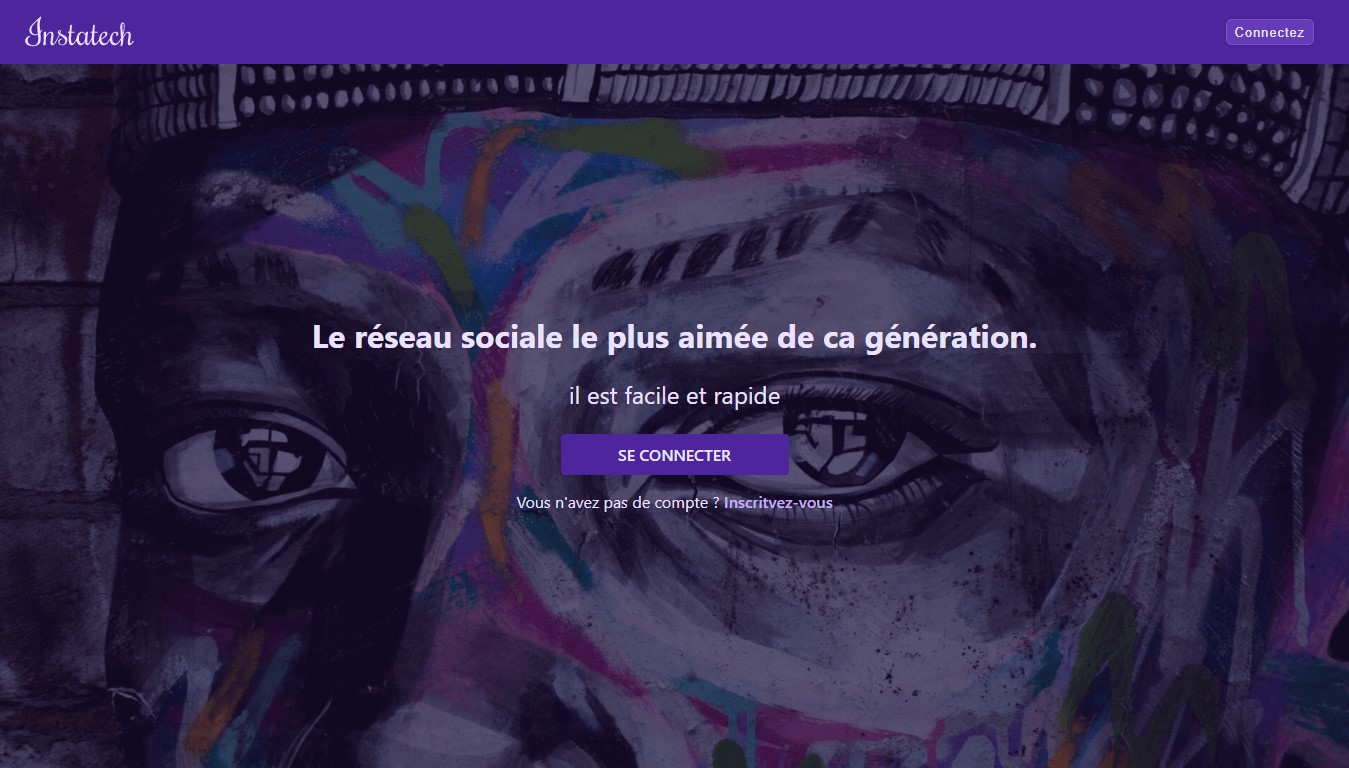 Instatech
Connectez
Le réseau sociale le plus aimée de ca génération.
il est facile et rapide
SE CONNECTER
Vous n'avez pas de compte ? Inscritvez-vous